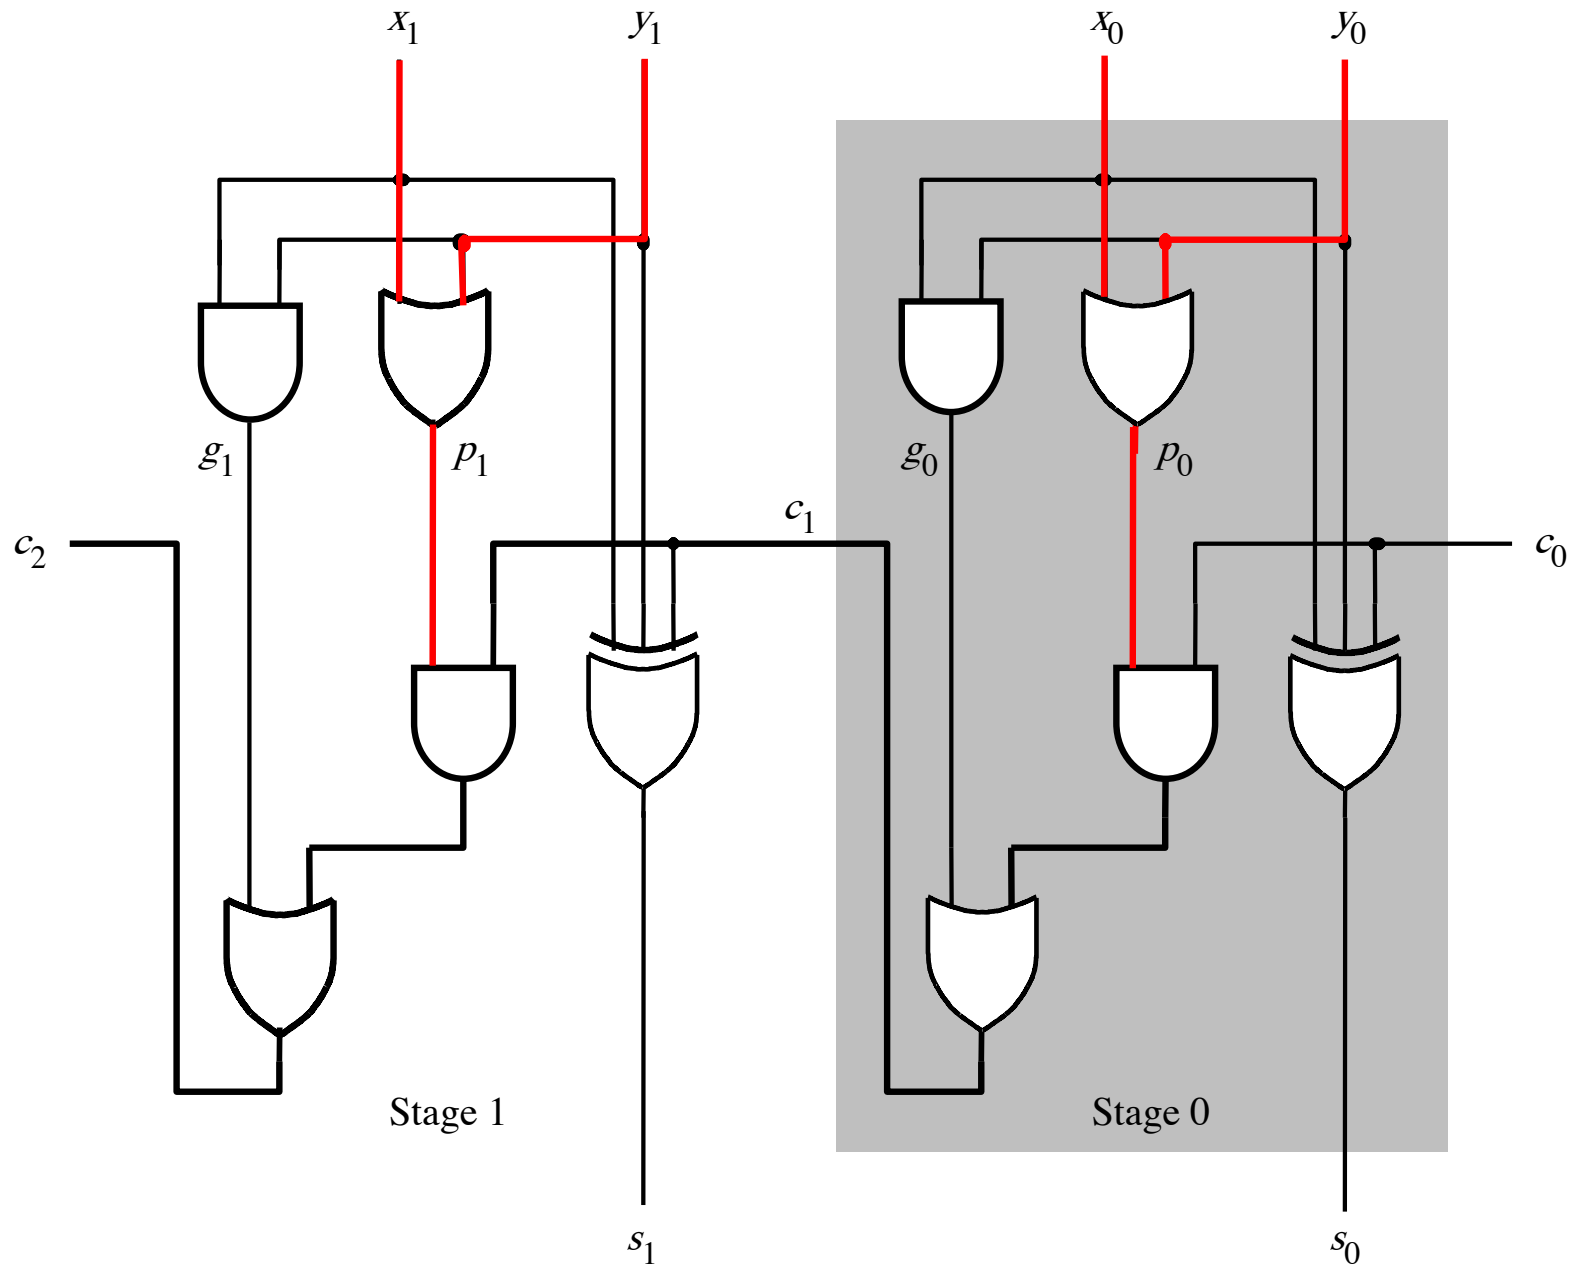 x₁ y₁ x₀ y₀
g₁ p₁ g₀ p₀
c₁
c₂ c₀
Stage 1 Stage 0
s₁ s₀